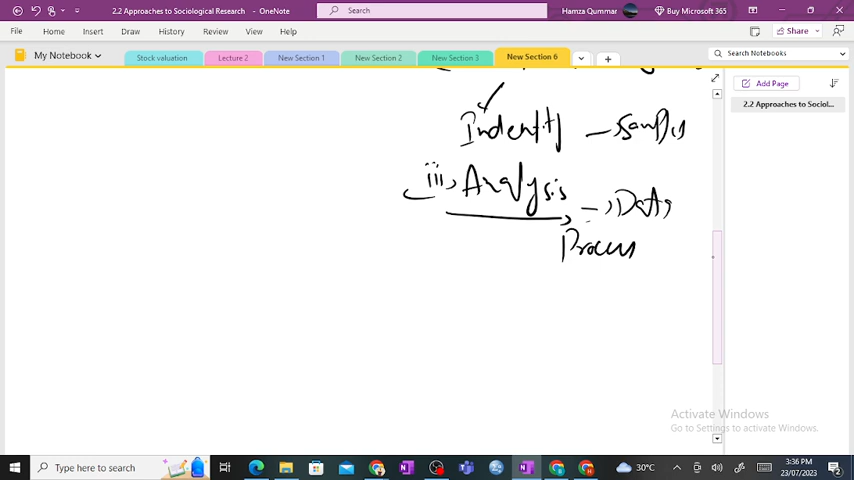 2.2 Approaches to Sociological Research - OneNote
Search
Hamza Qummar
Buy Microsoft 365
File Home Insert Draw History Review View Help
Share
My Notebook
Stock valuation
Lecture 2
New Section 1
New Section 2
New Section 3
New Section 6
Search Notebooks
Add Page
2.2 Approaches to Sociol...
Indentify → Samples
iii, Analysis
→ Data
Process
Activate Windows
Go to Settings to activate Windows.
Type here to search
30°C
3:36 PM
23/07/2023